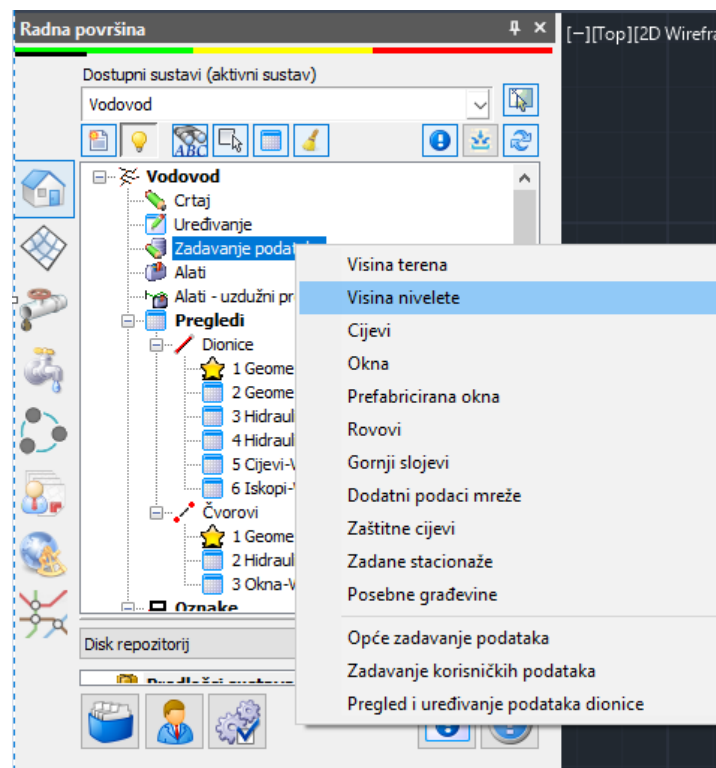 Radna površina
[−][Top][2D Wirefra
Dostupni sustavi (aktivni sustav)
Vodovod
ABC
Vodovod
Crtaj
Uređivanje
Zadavanje podat
Alati
Alati - uzdužni pr
Pregledi
Dionice
1 Geome
2 Geome
3 Hidraul
4 Hidraul
5 Cijevi-V
6 Iskopi-V
Čvorovi
1 Geome
2 Hidraul
3 Okna-V
Oznake
Disk repozitorij
Visina terena
Visina nivelete
Cijevi
Okna
Prefabricirana okna
Rovovi
Gornji slojevi
Dodatni podaci mreže
Zaštitne cijevi
Zadane stacionaže
Posebne građevine
Opće zadavanje podataka
Zadavanje korisničkih podataka
Pregled i uređivanje podataka dionice